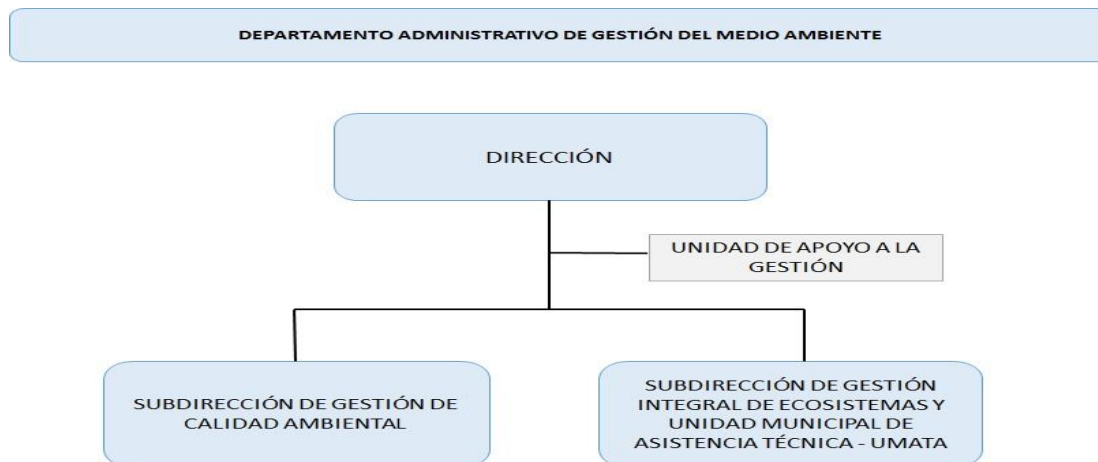 DEPARTAMENTO ADMINISTRATIVO DE GESTIÓN DEL MEDIO AMBIENTE
DIRECCIÓN
UNIDAD DE APOYO A LA
GESTIÓN
SUBDIRECCIÓN DE GESTIÓN DE
CALIDAD AMBIENTAL
SUBDIRECCIÓN DE GESTIÓN
INTEGRAL DE ECOSISTEMAS Y
UNIDAD MUNICIPAL DE
ASISTENCIA TÉCNICA - UMATA